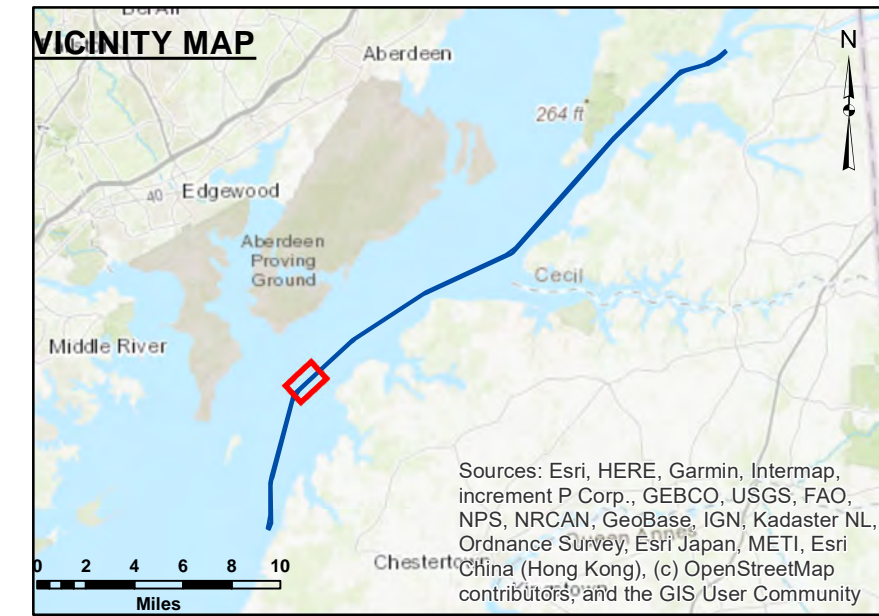 VICINITY MAP
Aberdeen
N
264 ft
40
Edgewood
Aberdeen
Proving
Ground
Cecil
Middle River
Sources: Esri, HERE, Garmin, Intermap,
increment P Corp., GEBCO, USGS, FAO,
NPS, NRCAN, GeoBase, IGN, Kadaster NL,
Ordnance Survey, Esri Japan, METI, Esri
China (Hong Kong), (c) OpenStreetMap
contributors, and the GIS User Community
Queen Annes
Chestertown
0 2 4 6 8 10
Miles